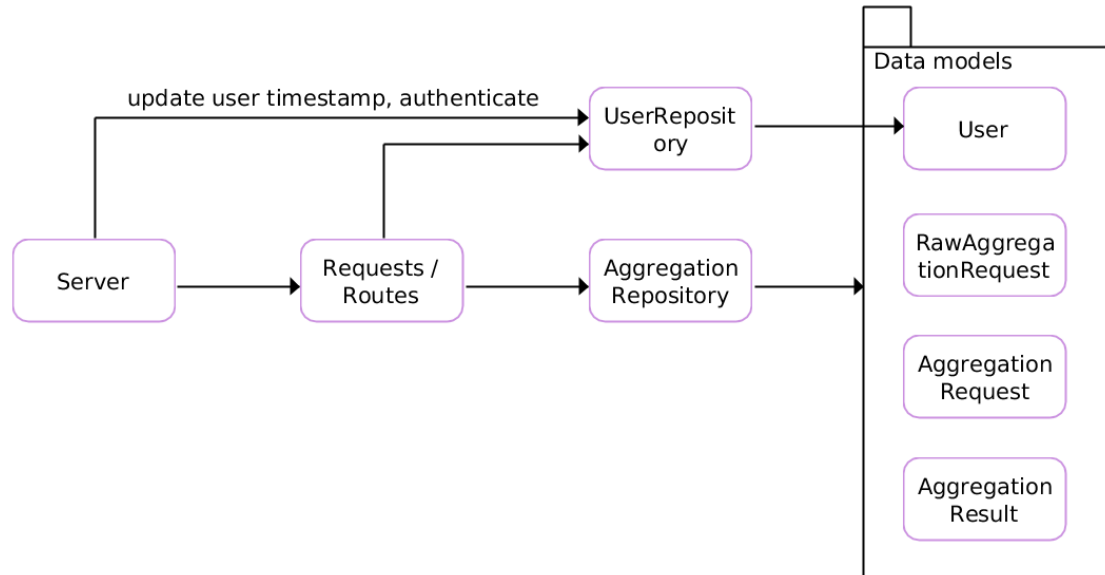 Data models
update user timestamp, authenticate
UserReposit
ory
User
Server
Requests /
Routes
Aggregation
Repository
RawAggrega
tionRequest
Aggregation
Request
Aggregation
Result